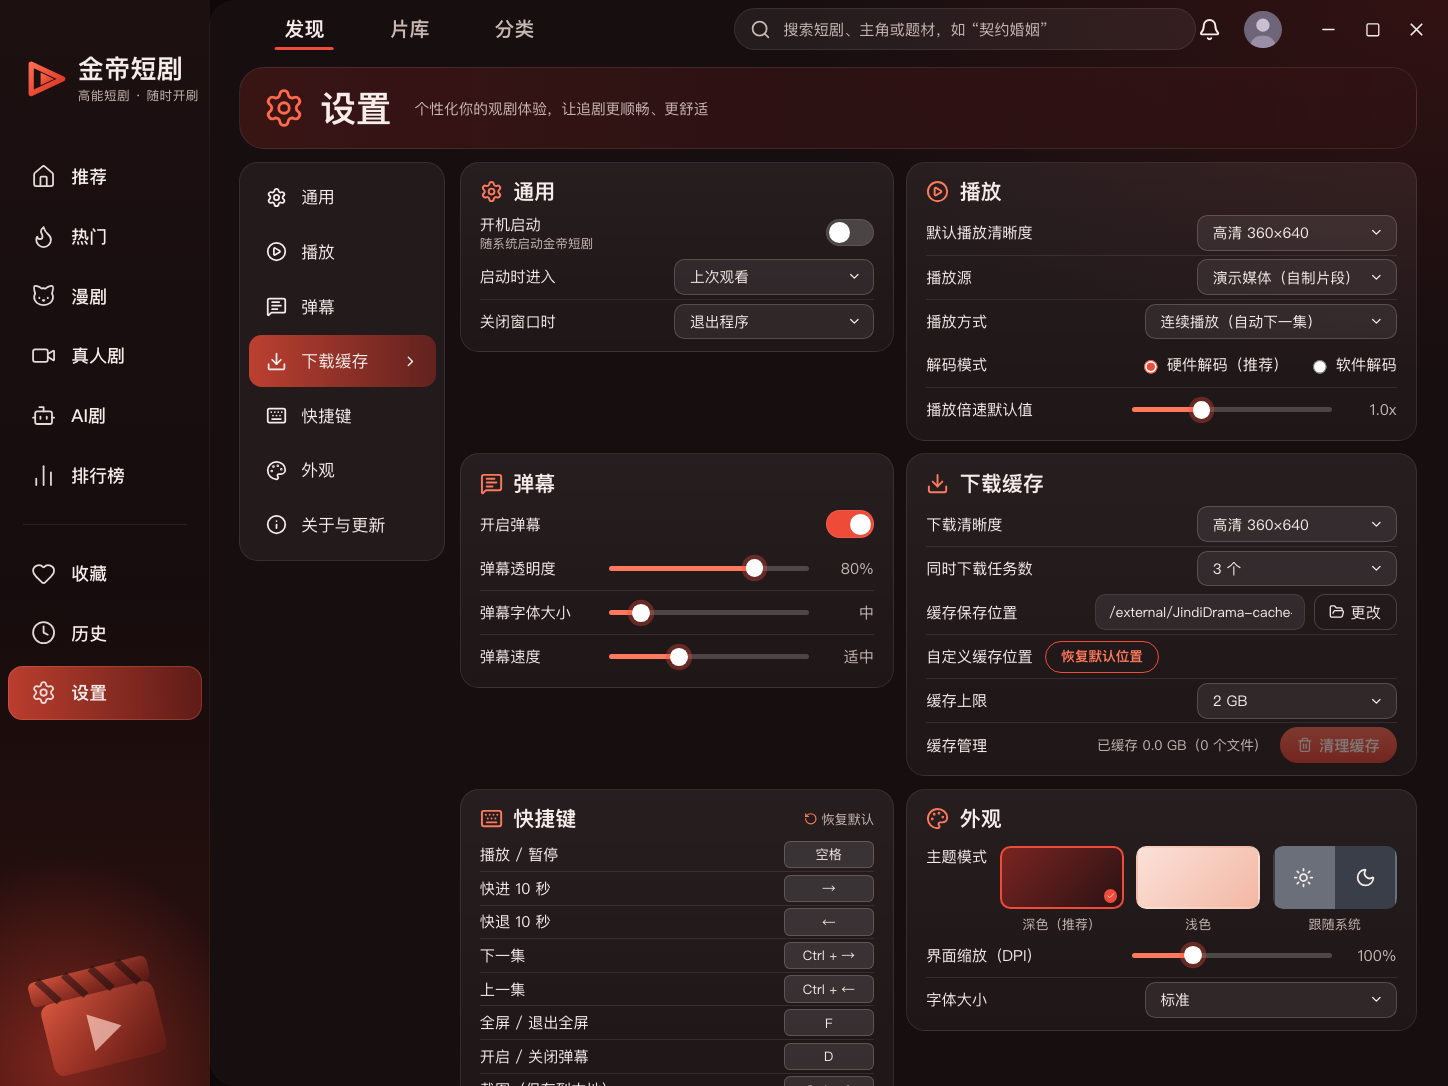 发现
片库
分类
搜索短剧、主角或题材，如 “契约婚姻”
金帝短剧
高能短剧 · 随时开刷
推荐
热门
漫剧
真人剧
AI剧
排行榜
收藏
历史
设置
设置
个性化你的观剧体验，让追剧更顺畅、更舒适
通用
播放
弹幕
下载缓存
快捷键
外观
关于与更新
通用
开机启动
随系统启动金帝短剧
启动时进入
上次观看
关闭窗口时
退出程序
播放
默认播放清晰度
高清 360×640
播放源
演示媒体（自制片段）
播放方式
连续播放（自动下一集）
解码模式
硬件解码（推荐）
软件解码
播放倍速默认值
1.0x
弹幕
开启弹幕
弹幕透明度
80%
弹幕字体大小
中
弹幕速度
适中
下载缓存
下载清晰度
高清 360×640
同时下载任务数
3 个
缓存保存位置
/external/JindiDrama-cache-
更改
自定义缓存位置
恢复默认位置
缓存上限
2 GB
缓存管理
已缓存 0.0 GB（0 个文件）
清理缓存
快捷键
恢复默认
播放 / 暂停
空格
快进 10 秒
→
快退 10 秒
←
下一集
Ctrl + →
上一集
Ctrl + ←
全屏 / 退出全屏
F
开启 / 关闭弹幕
D
外观
主题模式
深色（推荐）
浅色
跟随系统
界面缩放（DPI）
100%
字体大小
标准